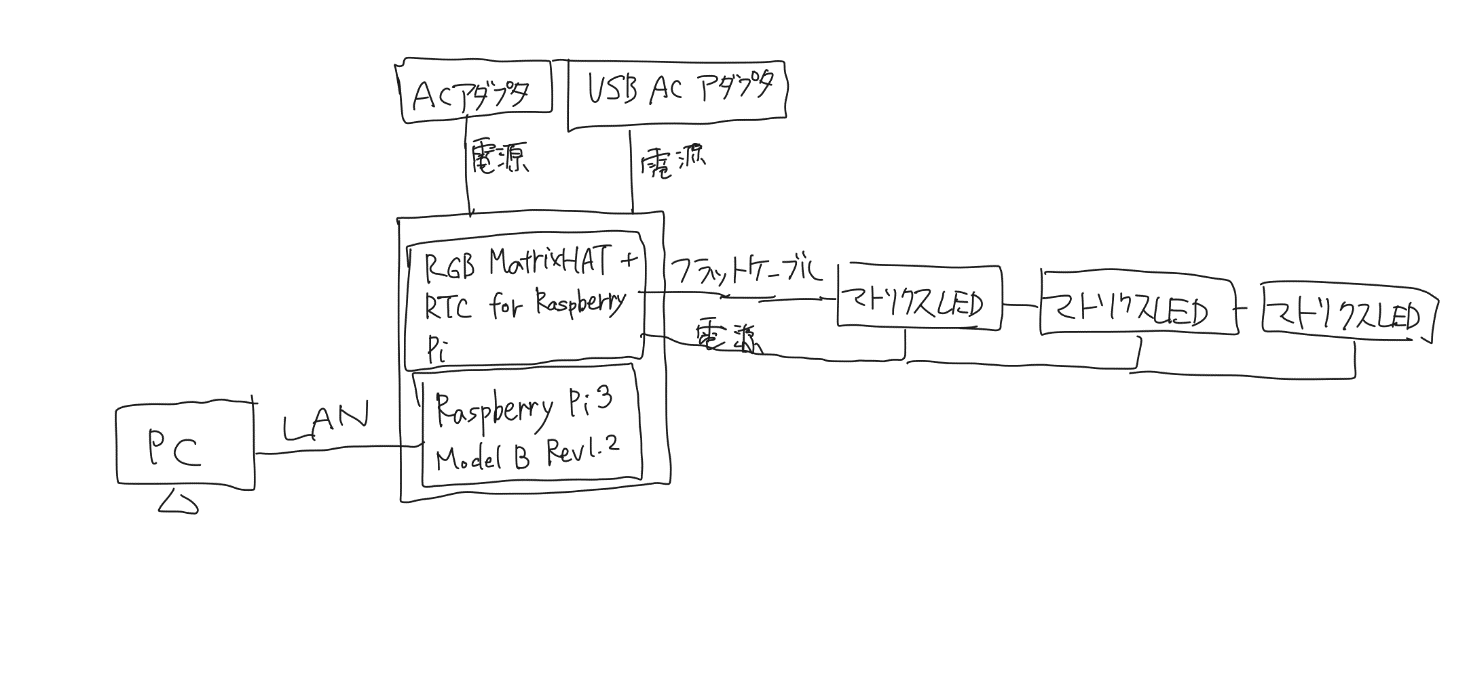 ACアダプタ
USB AC アダプタ
電源
電源
RGB MatrixHAT +
RTC for Raspberry
Pi
フラットケーブル
マトリクスLED
マトリクスLED
マトリクスLED
電源
Raspberry Pi3
Model B Rev1.2
LAN
PC